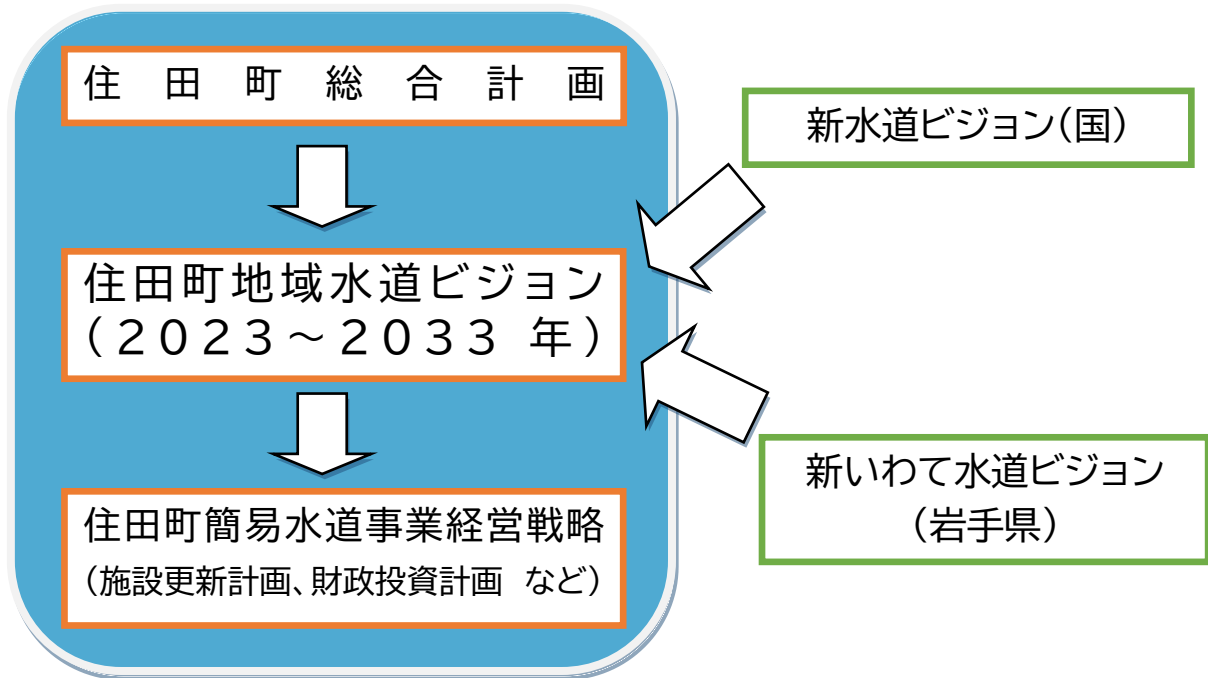 住田町総合計画
新水道ビジョン(国)
住田町地域水道ビジョン
(2023～2033 年)
新いわて水道ビジョン
(岩手県)
住田町簡易水道事業経営戦略
(施設更新計画、財政投資計画 など)